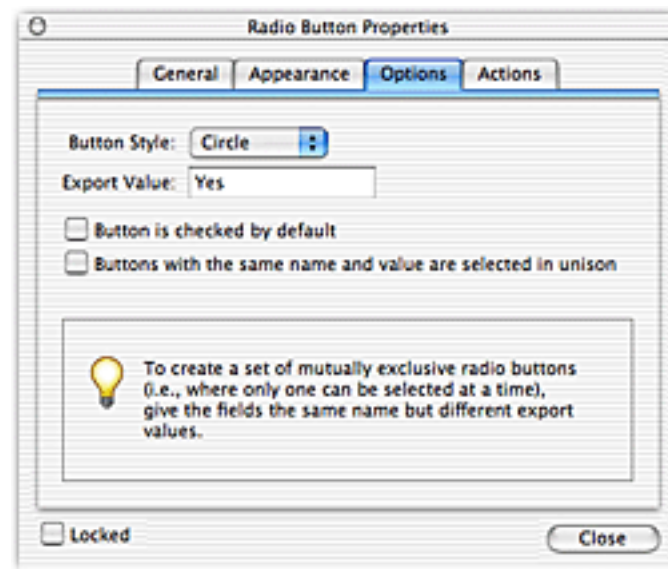 Radio Button Properties
General Appearance Options Actions
Button Style: Circle
Export Value: Yes
Button is checked by default
Buttons with the same name and value are selected in unison
To create a set of mutually exclusive radio buttons
(i.e., where only one can be selected at a time),
give the fields the same name but different export
values.
Locked Close